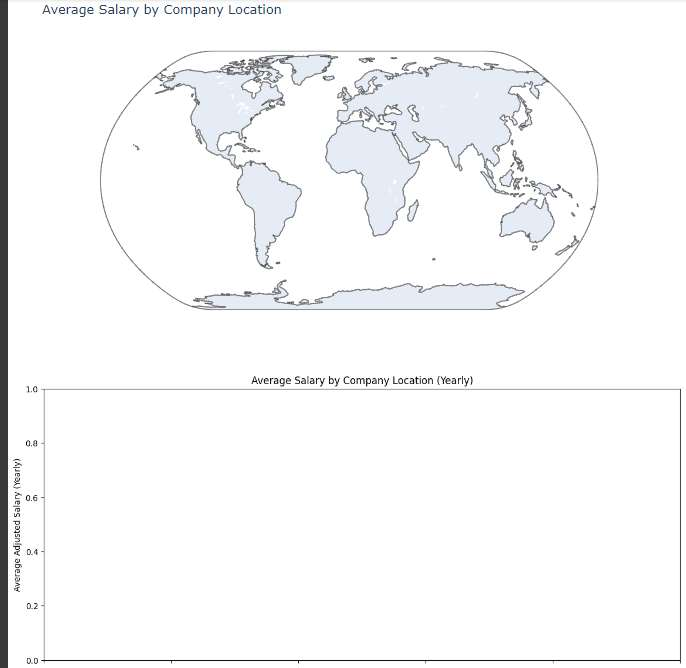 Average Salary by Company Location
Average Salary by Company Location (Yearly)
Average Adjusted Salary (Yearly)
1.0
0.8
0.6
0.4
0.2
0.0